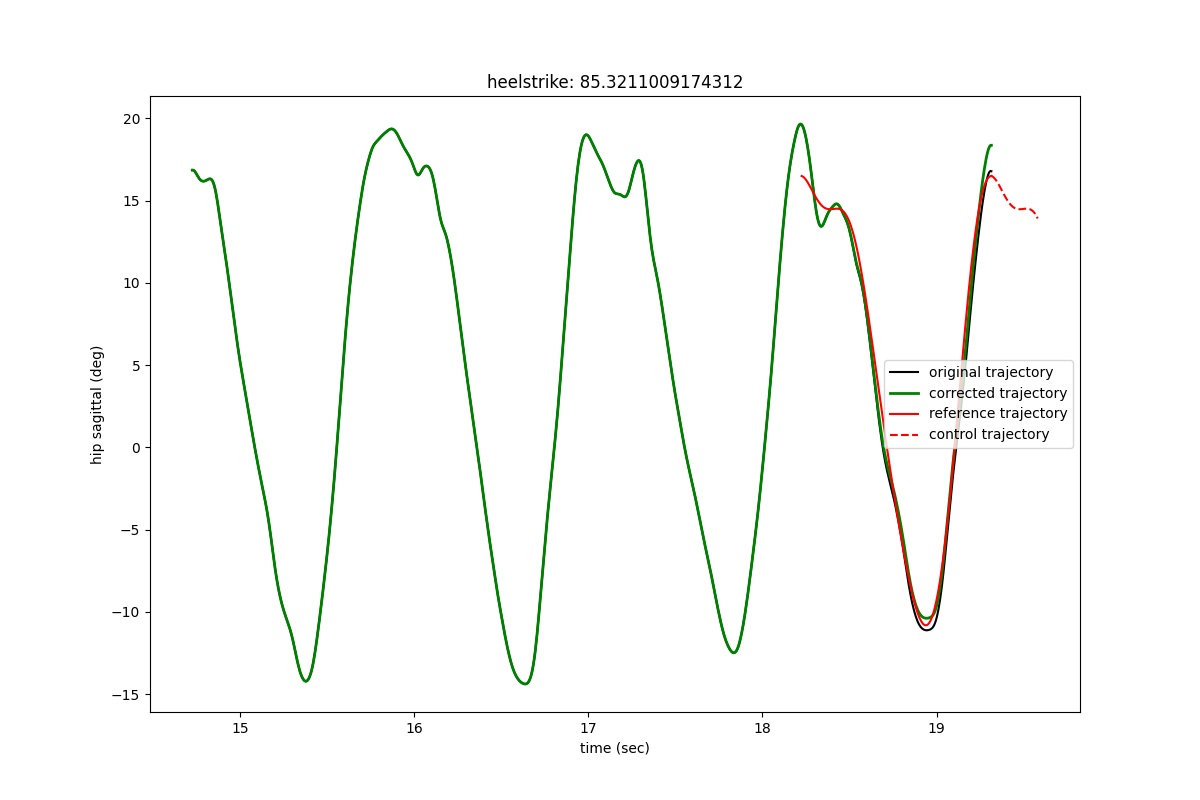 heelstrike: 85.3211009174312
20
15
10
5
0
−5
−10
−15
hip sagittal (deg)
original trajectory
corrected trajectory
reference trajectory
control trajectory
15 16 17 18 19
time (sec)